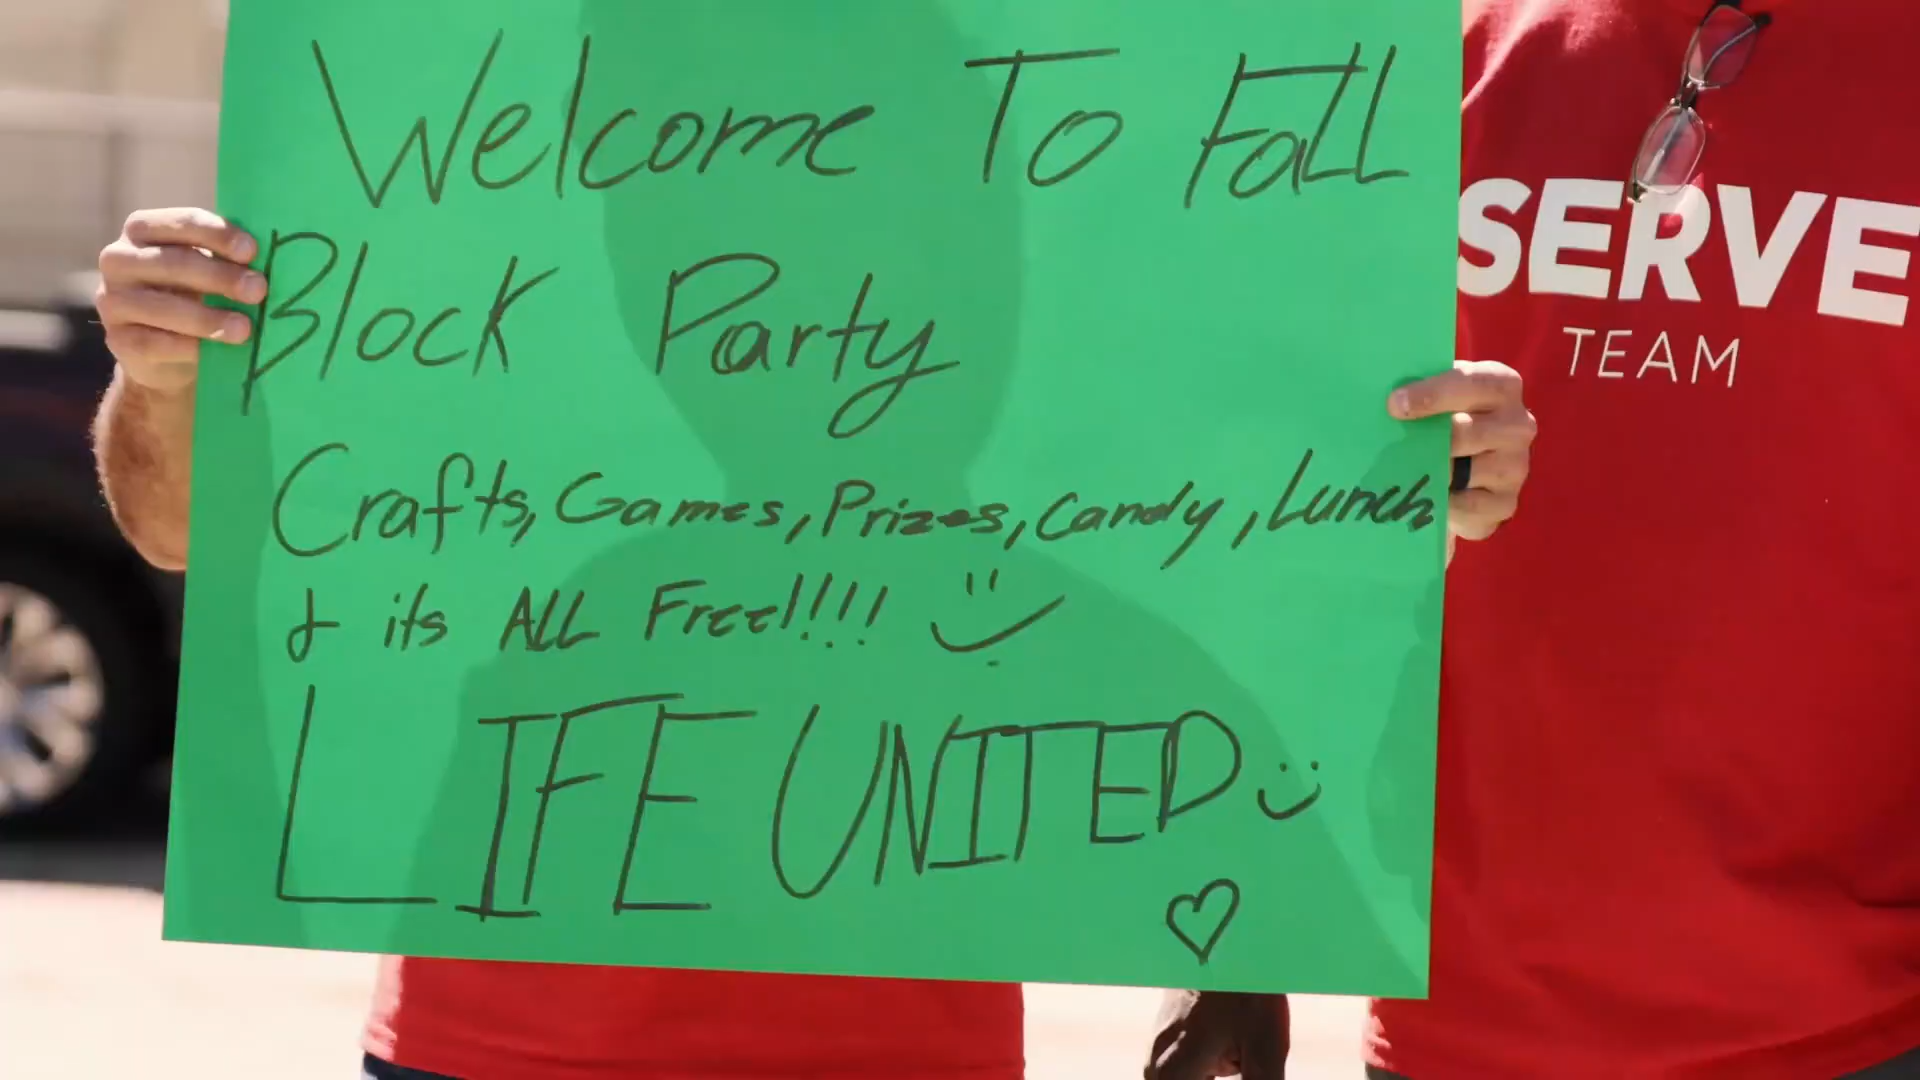 Welcome To Fall
Block Party
Crafts, Games, Prizes, Candy, Lunch
& its ALL Free!!!!
LIFE UNITED
SERVE
TEAM